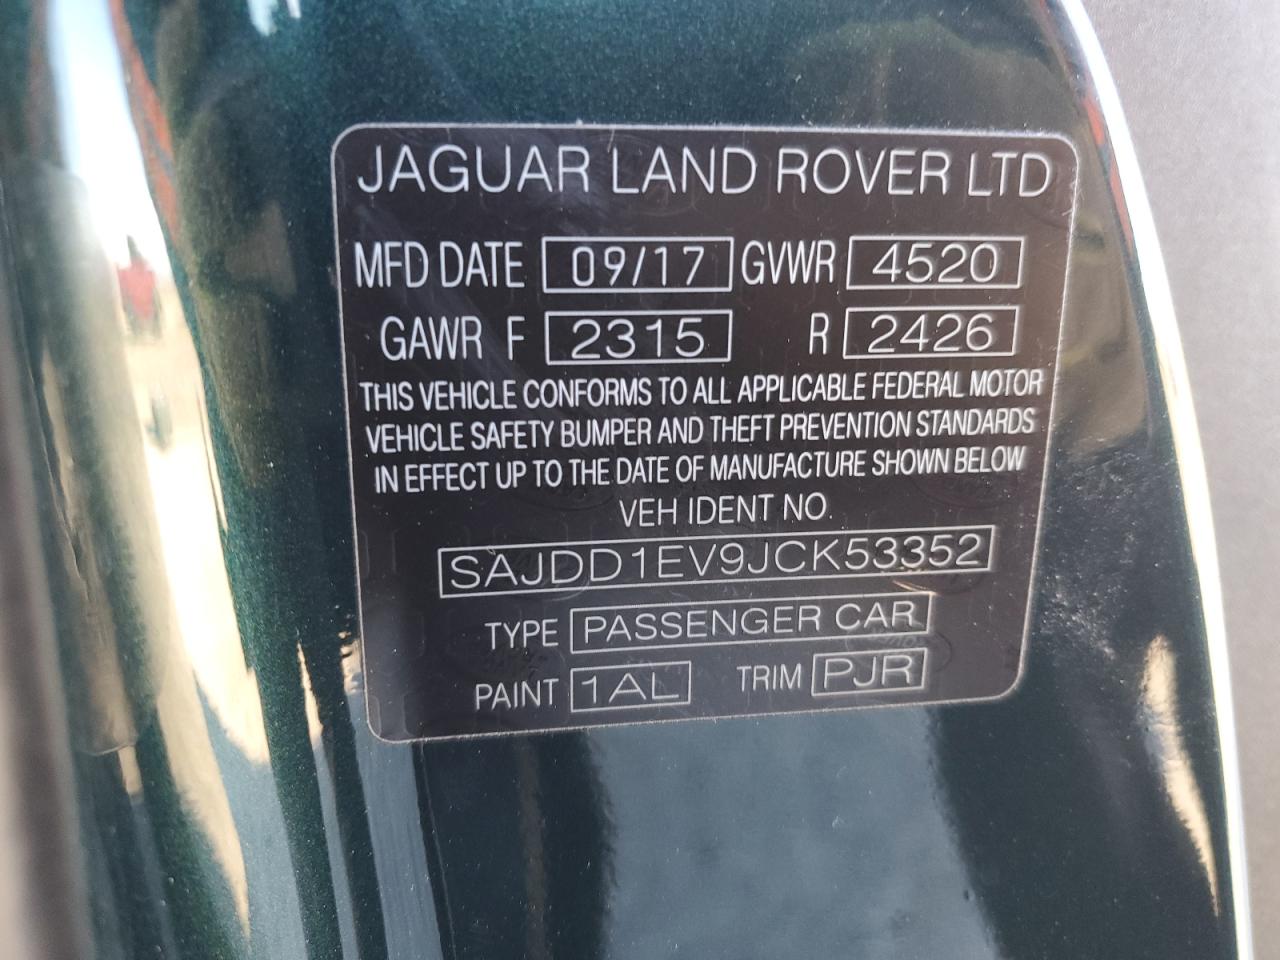 JAGUAR LAND ROVER LTD
MFD DATE 09/17 GVWR 4520
GAWR F 2315 R 2426
THIS VEHICLE CONFORMS TO ALL APPLICABLE FEDERAL MOTOR
VEHICLE SAFETY BUMPER AND THEFT PREVENTION STANDARDS
IN EFFECT UP TO THE DATE OF MANUFACTURE SHOWN BELOW
VEH IDENT NO.
SAJDD1EV9JCK53352
TYPE PASSENGER CAR
PAINT 1AL TRIM PJR